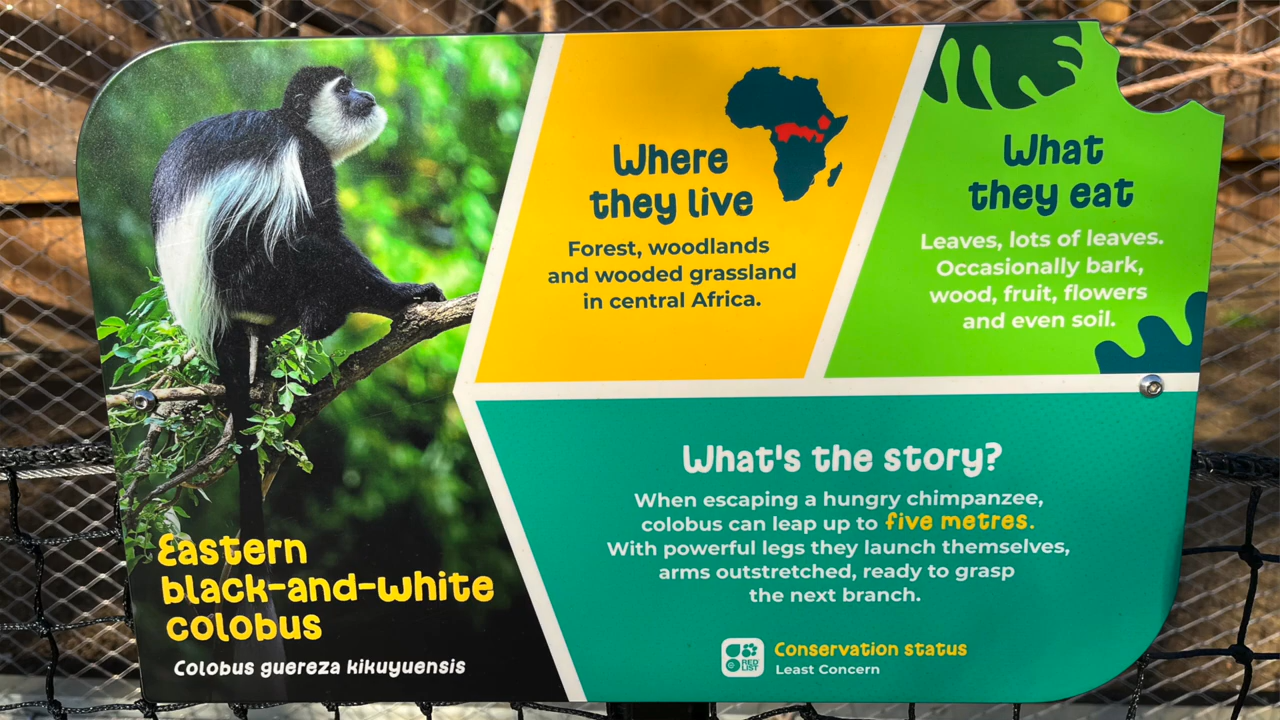 Where
they live
Forest, woodlands
and wooded grassland
in central Africa.
What
they eat
Leaves, lots of leaves.
Occasionally bark,
wood, fruit, flowers
and even soil.
What's the story?
When escaping a hungry chimpanzee,
colobus can leap up to five metres.
With powerful legs they launch themselves,
arms outstretched, ready to grasp
the next branch.
RED
LIST
Conservation status
Least Concern
Eastern
black-and-white
colobus
Colobus guereza kikuyuensis